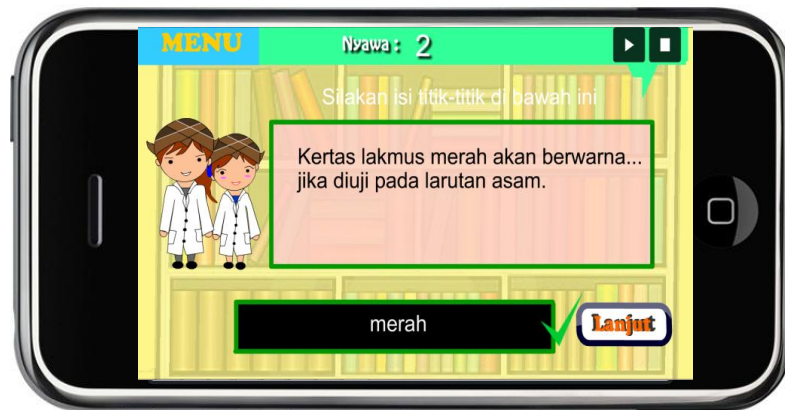 MENU
Nyawa : 2
Silakan isi titik-titik di bawah ini
Kertas lakmus merah akan berwarna...
jika diuji pada larutan asam.
merah
Lanjut